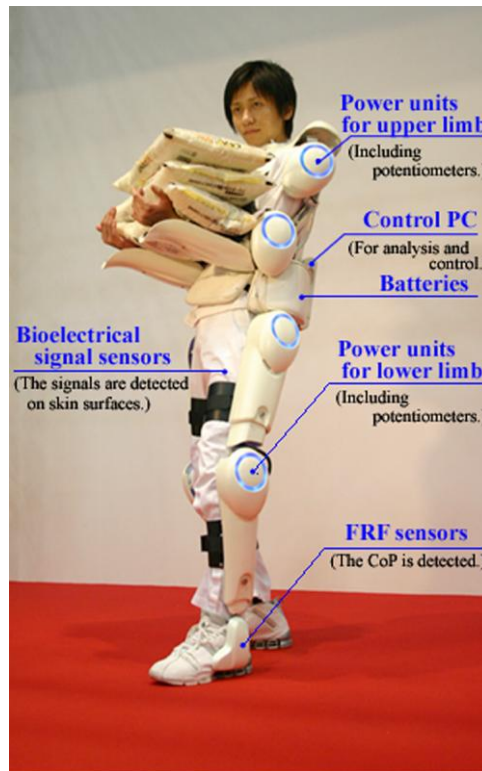 Power units
for upper limb
(Including
potentiometers.
Control PC
(For analysis and
control.
Batteries
Bioelectrical
signal sensors
(The signals are detected
on skin surfaces.)
Power units
for lower limb
(Including
potentiometers.
FRF sensors
(The CoP is detected.)